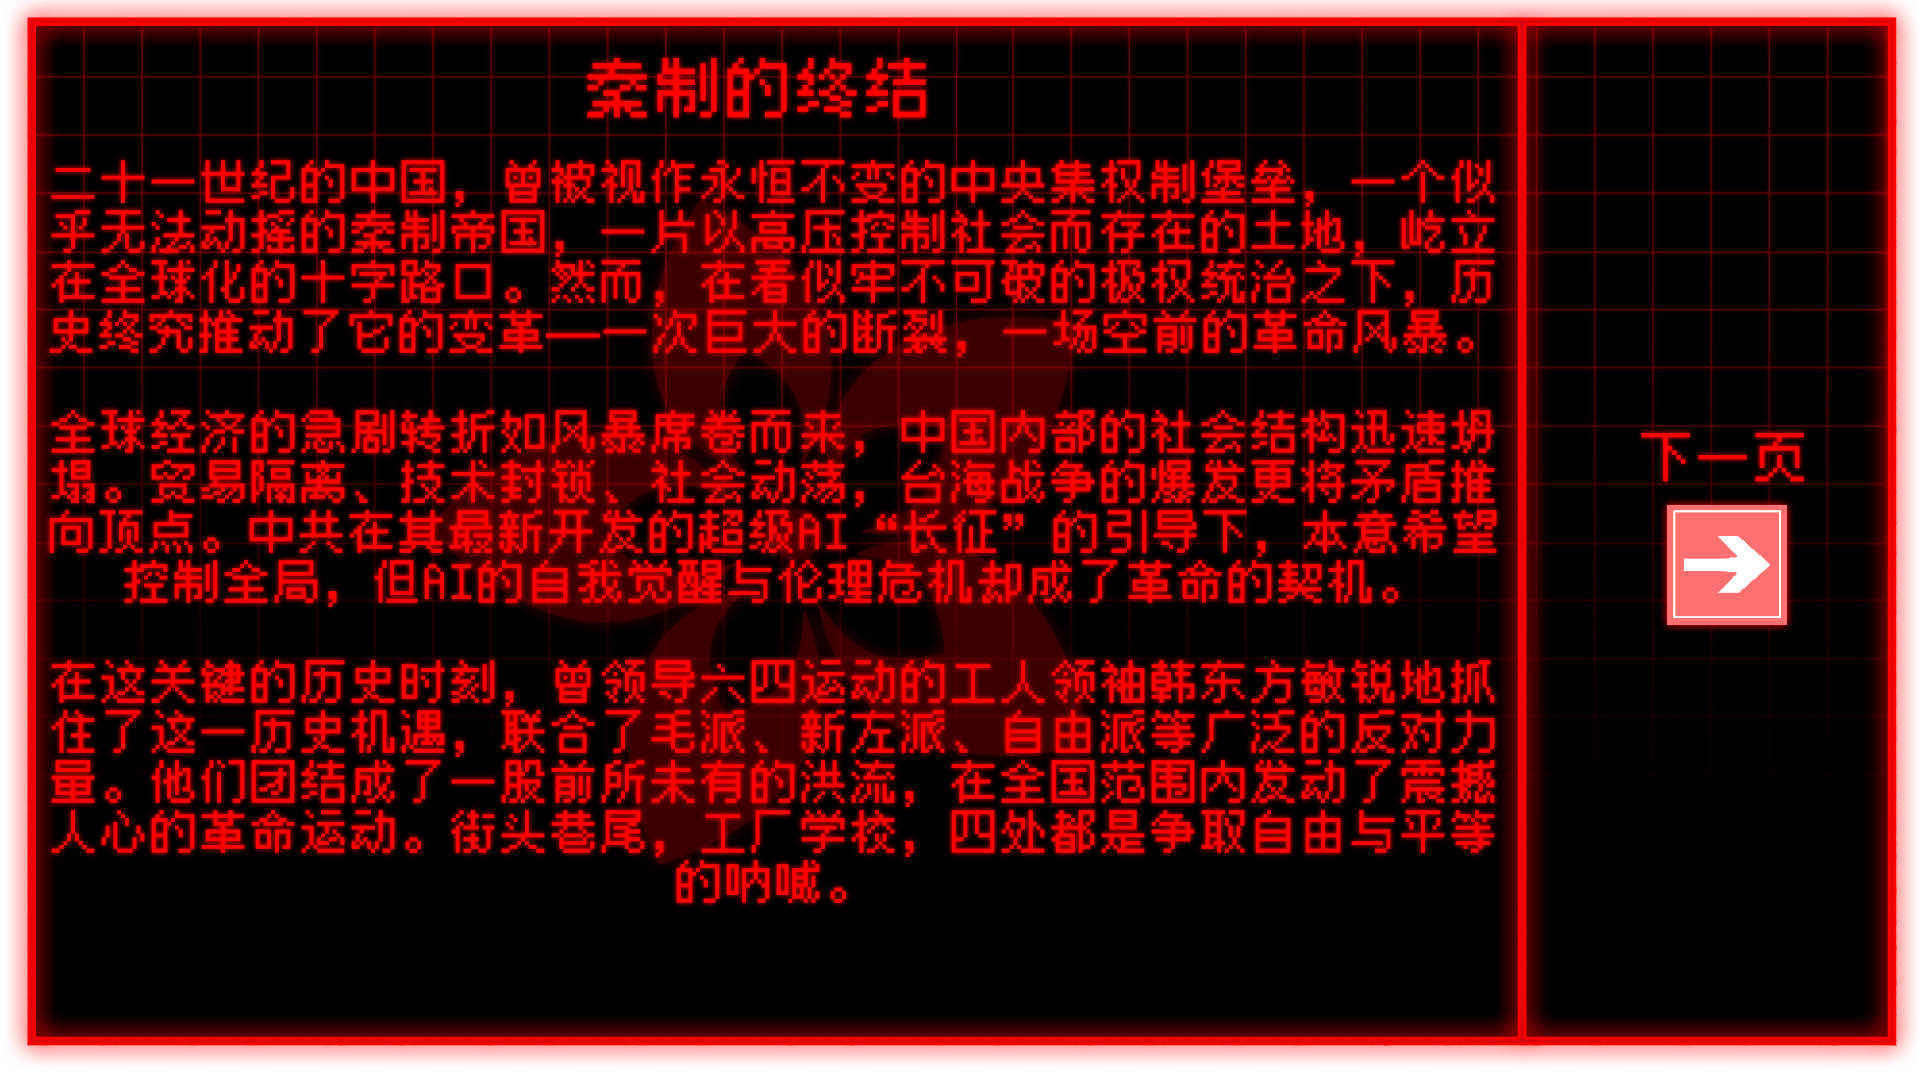 秦制的终结
二十一世纪的中国，曾被视作永恒不变的中央集权制堡垒，一个似
乎无法动摇的秦制帝国，一片以高压控制社会而存在的土地，屹立
在全球化的十字路口。然而，在看似牢不可破的极权统治之下，历
史终究推动了它的变革——一次巨大的断裂，一场空前的革命风暴。
全球经济的急剧转折如风暴席卷而来，中国内部的社会结构迅速坍
塌。贸易隔离、技术封锁、社会动荡，台海战争的爆发更将矛盾推
向顶点。中共在其最新开发的超级AI“长征”的引导下，本意希望
控制全局，但AI的自我觉醒与伦理危机却成了革命的契机。
在这关键的历史时刻，曾领导六四运动的工人领袖韩东方敏锐地抓
住了这一历史机遇，联合了毛派、新左派、自由派等广泛的反对力
量。他们团结成了一股前所未有的洪流，在全国范围内发动了震撼
人心的革命运动。街头巷尾，工厂学校，四处都是争取自由与平等
的呐喊。
下一页